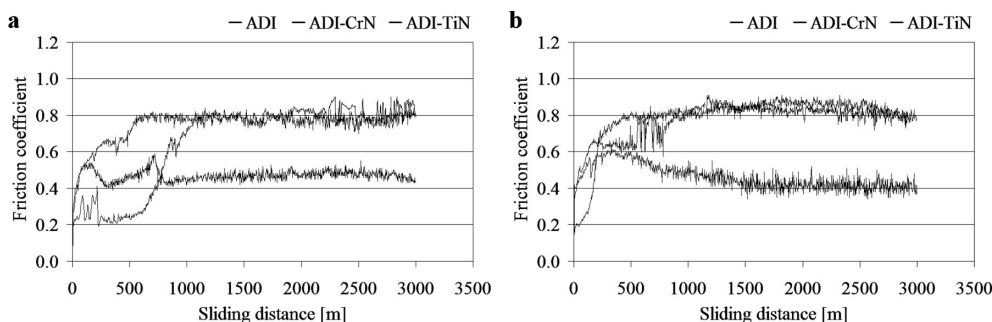 a
— ADI — ADI-CrN — ADI-TiN
Friction coefficient
1.2
1.0
0.8
0.6
0.4
0.2
0.0
0 500 1000 1500 2000 2500 3000 3500
Sliding distance [m]
b
— ADI — ADI-CrN — ADI-TiN
Friction coefficient
1.2
1.0
0.8
0.6
0.4
0.2
0.0
0 500 1000 1500 2000 2500 3000 3500
Sliding distance [m]